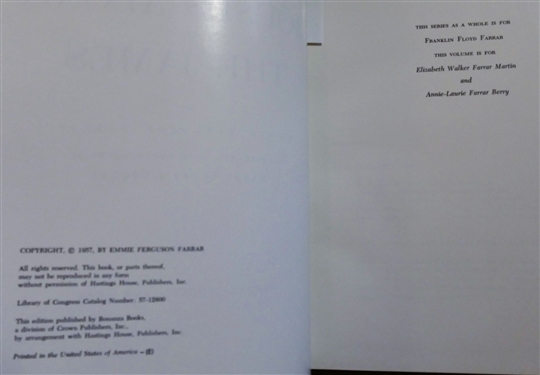 COPYRIGHT, © 1957, BY EMMIE FERGUSON FARRAR
All rights reserved. This book, or parts thereof,
may not be reproduced in any form
without permission of Hastings House, Publishers, Inc.
Library of Congress Catalog Number: 57-12800
This edition published by Bonanza Books,
a division of Crown Publishers, Inc.,
by arrangement with Hastings House, Publishers, Inc.
Printed in the United States of America
THIS SERIES AS A WHOLE IS FOR
FRANKLIN FLOYD FARRAR
THIS VOLUME IS FOR
Elizabeth Walker Farrar Martin
and
Annie-Laurie Farrar Berry